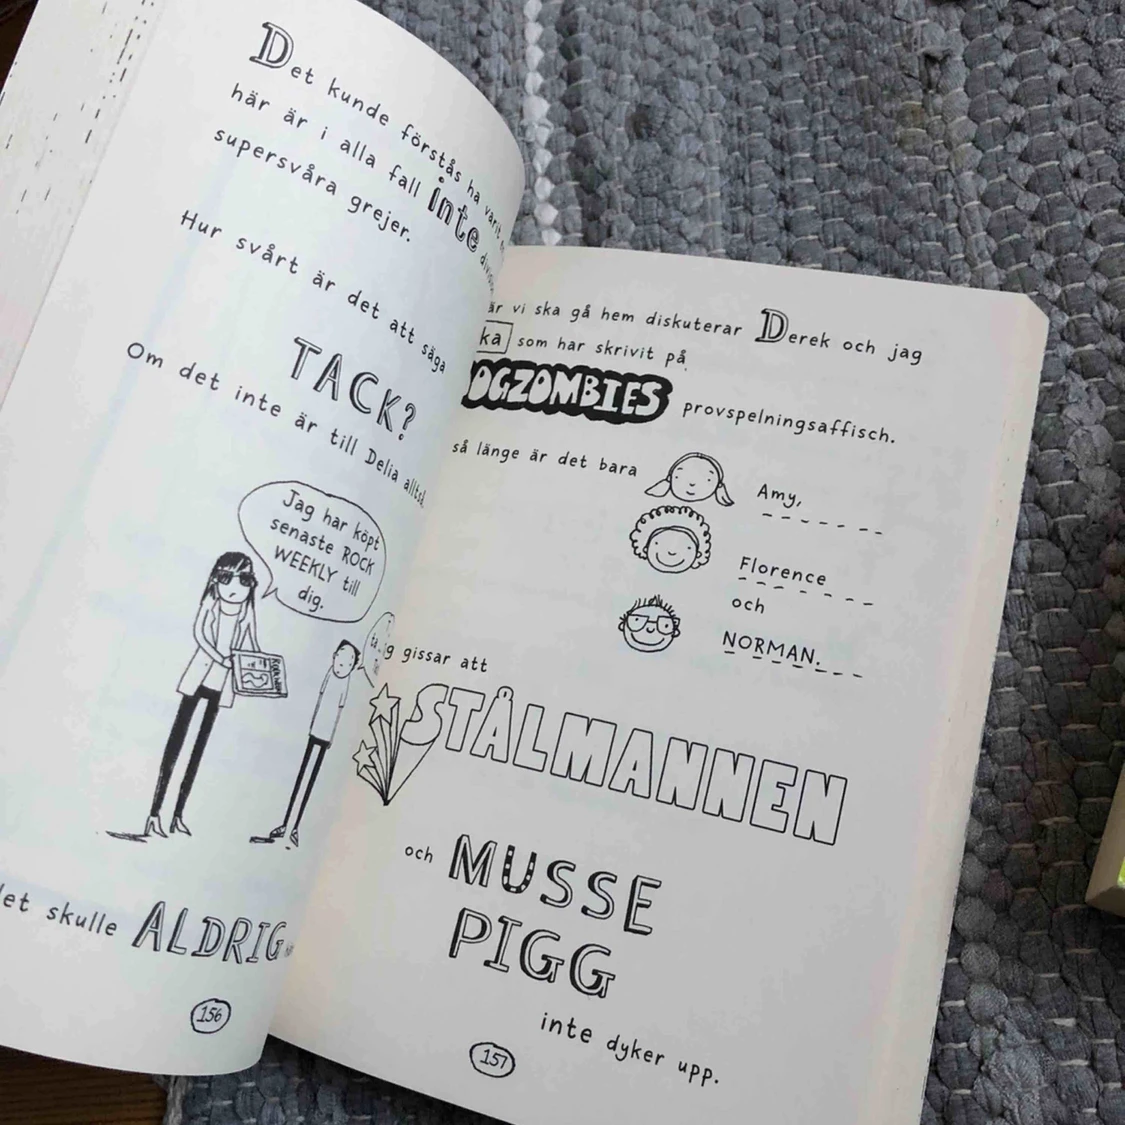 Det kunde förstås ha varit
här är i alla fall inte
supersvåra grejer.
Hur svårt är det att säga
TACK?
Om det inte är till Delia alltså.
Jag har köpt
senaste ROCK
WEEKLY till
dig.
det skulle ALDRIG
156
är vi ska gå hem diskuterar Derek och jag
som har skrivit på
provspelningsaffisch.
så länge är det bara
Amy,
Florence
och
NORMAN.
gissar att
STÅLMANNEN
och MUSSE
PIGG
inte dyker upp.
157